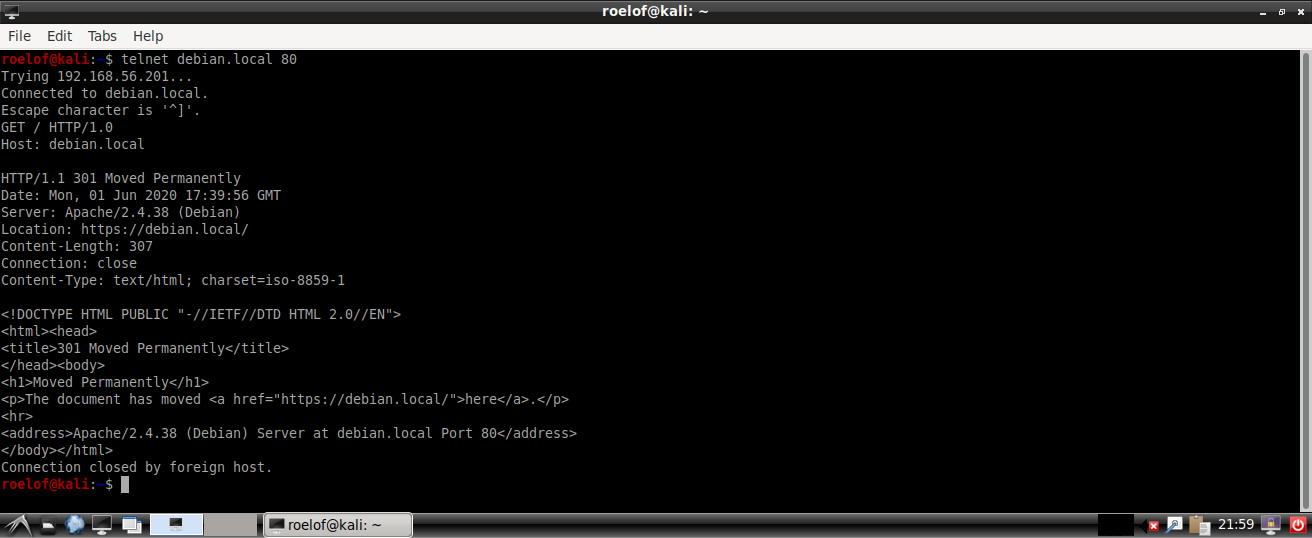 roelof@kali: ~
File Edit Tabs Help
roelof@kali:~$ telnet debian.local 80
Trying 192.168.56.201...
Connected to debian.local.
Escape character is '^]'.
GET / HTTP/1.0
Host: debian.local
HTTP/1.1 301 Moved Permanently
Date: Mon, 01 Jun 2020 17:39:56 GMT
Server: Apache/2.4.38 (Debian)
Location: https://debian.local/
Content-Length: 307
Connection: close
Content-Type: text/html; charset=iso-8859-1
<!DOCTYPE HTML PUBLIC "-//IETF//DTD HTML 2.0//EN">
<html><head>
<title>301 Moved Permanently</title>
</head><body>
<h1>Moved Permanently</h1>
<p>The document has moved <a href="https://debian.local/">here</a>.</p>
<hr>
<address>Apache/2.4.38 (Debian) Server at debian.local Port 80</address>
</body></html>
Connection closed by foreign host.
roelof@kali:~$
roelof@kali: ~ 21:59